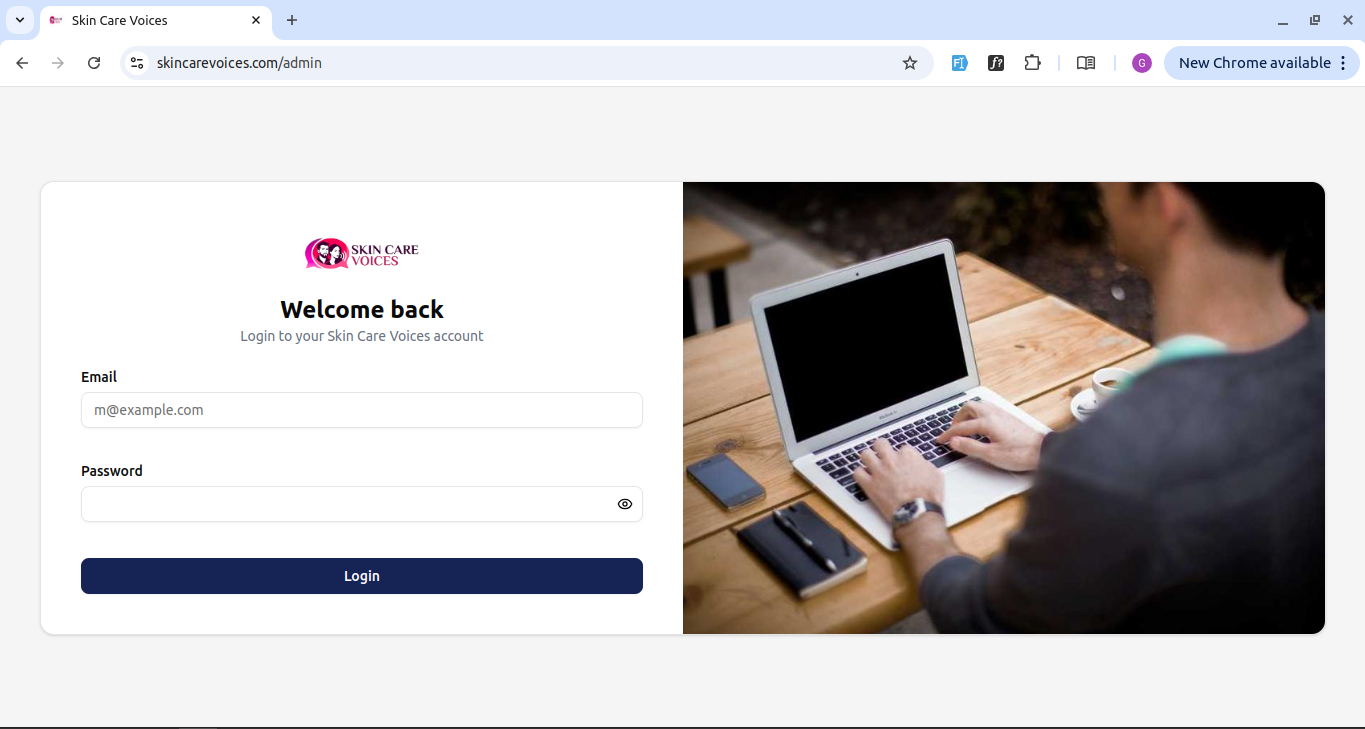 Skin Care Voices
skincarevoices.com/admin
G
New Chrome available
SKIN CARE
VOICES
Welcome back
Login to your Skin Care Voices account
Email
m@example.com
Password
Login